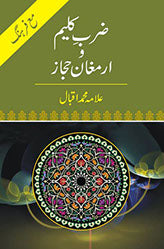 مع فرہنگ
ضربِ کلیم
و
ارمغانِ حجاز
علامہ محمد اقبال